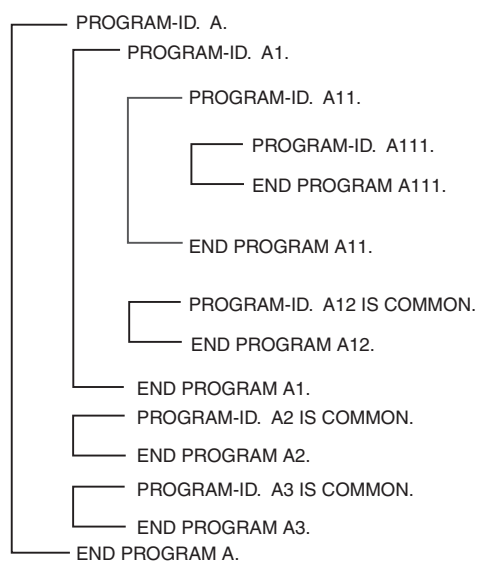 PROGRAM-ID. A.
PROGRAM-ID. A1.
PROGRAM-ID. A11.
PROGRAM-ID. A111.
END PROGRAM A111.
END PROGRAM A11.
PROGRAM-ID. A12 IS COMMON.
END PROGRAM A12.
END PROGRAM A1.
PROGRAM-ID. A2 IS COMMON.
END PROGRAM A2.
PROGRAM-ID. A3 IS COMMON.
END PROGRAM A3.
END PROGRAM A.